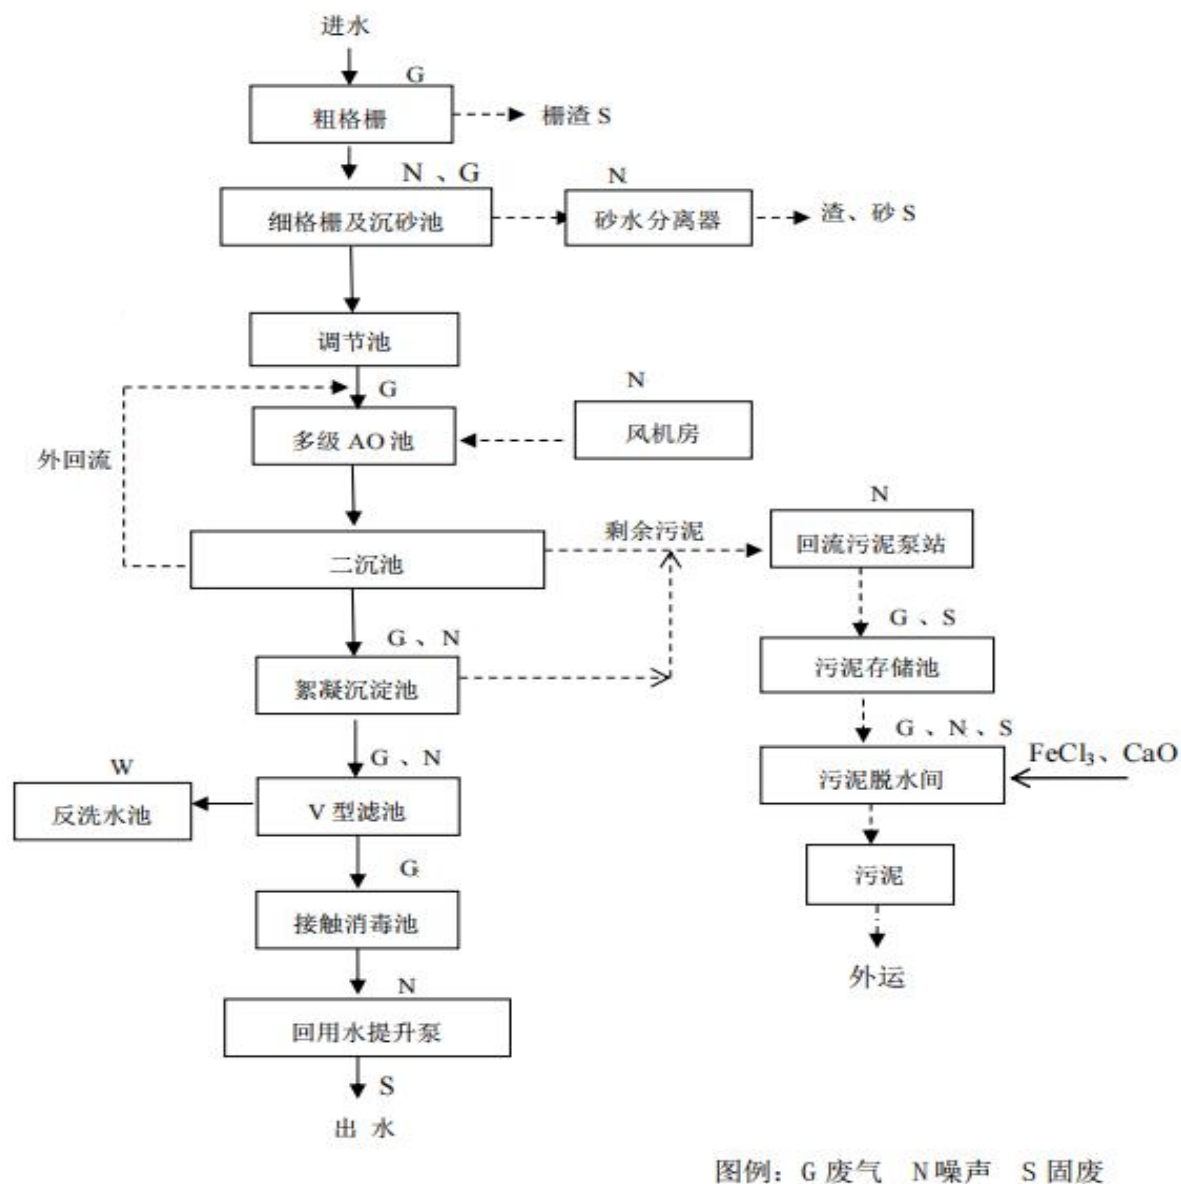 进水
G
粗格栅
栅渣 S
N 、G
N
细格栅及沉砂池
砂水分离器
渣、砂 S
调节池
G
N
多级 AO 池
风机房
外回流
N
剩余污泥
二沉池
回流污泥泵站
G 、N
G 、S
絮凝沉淀池
污泥存储池
G 、N 、S
W
G 、N
FeCl₃、CaO
反洗水池
V 型滤池
污泥脱水间
G
污泥
接触消毒池
外运
N
回用水提升泵
S
出 水
图例：G 废气 N 噪声 S 固废